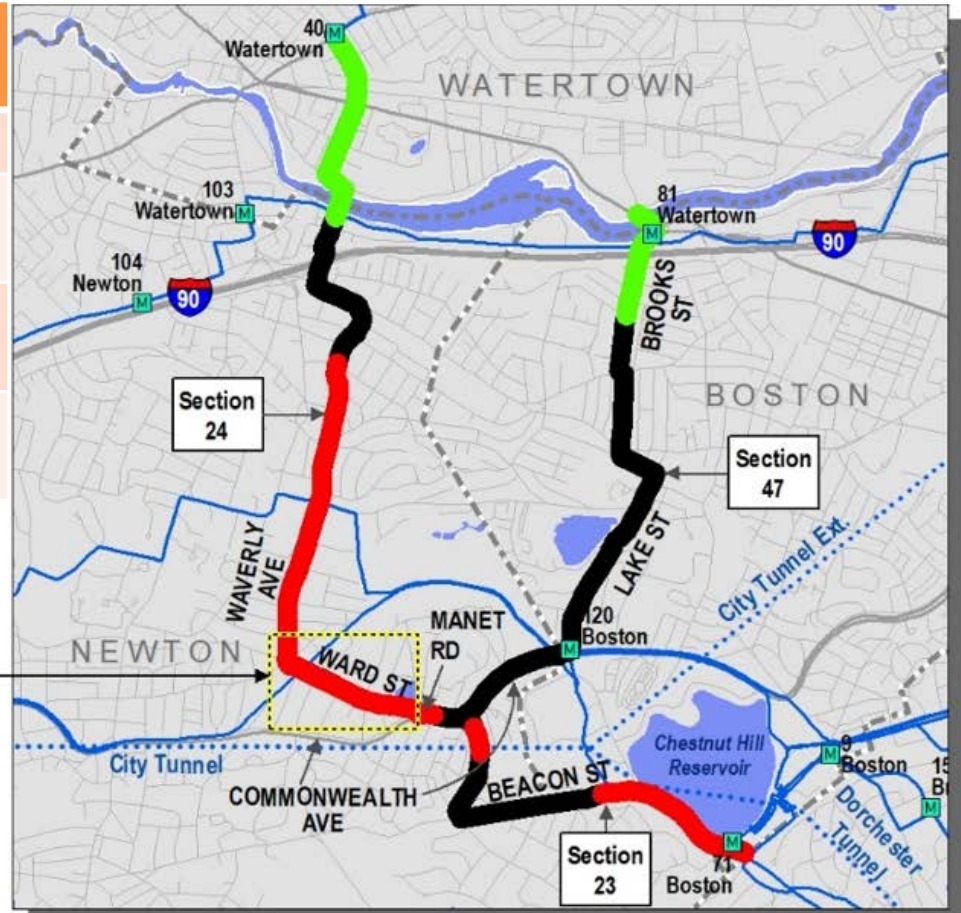 40
Watertown
WATERTOWN
103
Watertown
M
M
81
Watertown
M
104
Newton
M
90
90
BROOKS
ST
BOSTON
Section
24
Section
47
WAVERLY
AVE
LAKE ST
City Tunnel Ext.
MANET
RD
120
Boston
M
NEWTON
WARD ST
City Tunnel
COMMONWEALTH
AVE
BEACON ST
Chestnut Hill
Reservoir
9
Boston
M
M
Dorchester
Tunnel
Section
23
M
71
Boston